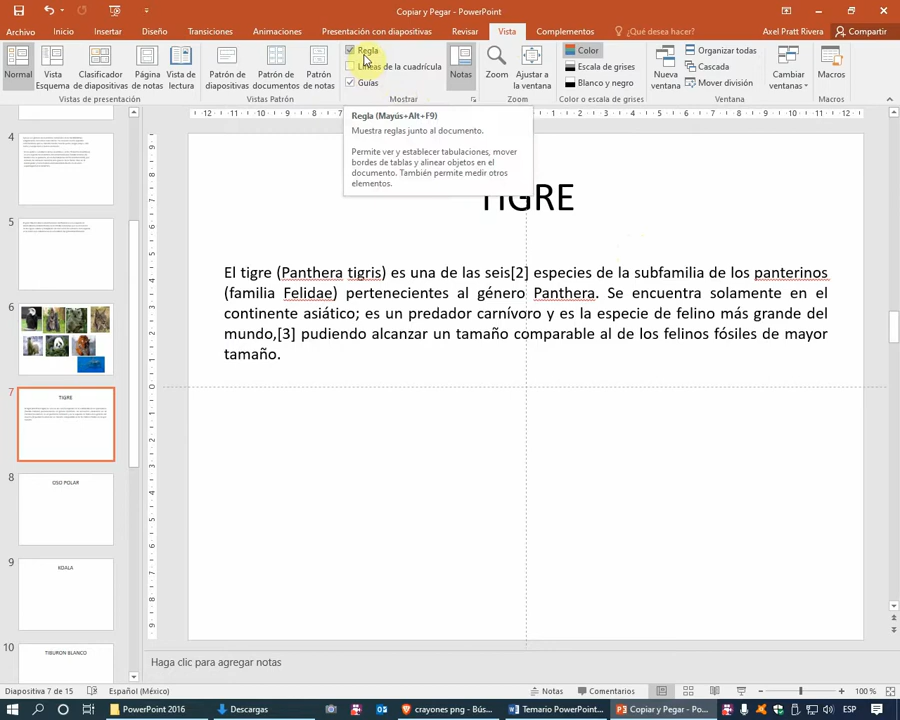 Copiar y Pegar - PowerPoint
Archivo Inicio Insertar Diseño Transiciones Animaciones Presentación con diapositivas Revisar Vista Complementos ¿Qué desea hacer? Axel Pratt Rivera Compartir
Normal
Vista Esquema
Clasificador de diapositivas
Página de notas
Vista de lectura
Vistas de presentación
Patrón de diapositivas
Patrón de documentos
Patrón de notas
Vistas Patrón
Regla
Líneas de la cuadrícula
Guías
Mostrar
Notas
Zoom
Ajustar a la ventana
Zoom
Color
Escala de grises
Blanco y negro
Color o escala de grises
Nueva ventana
Organizar todas
Cascada
Mover división
Cambiar ventanas
Ventana
Macros
Macros
Regla (Mayús+Alt+F9)
Muestra reglas junto al documento.
Permite ver y establecer tabulaciones, mover
bordes de tablas y alinear objetos en el
documento. También permite medir otros
elementos.
4
5
6
7
TIGRE
8
OSO POLAR
9
KOALA
10
TIBURON BLANCO
TIGRE
El tigre (Panthera tigris) es una de las seis[2] especies de la subfamilia de los panterinos
(familia Felidae) pertenecientes al género Panthera. Se encuentra solamente en el
continente asiático; es un predador carnívoro y es la especie de felino más grande del
mundo,[3] pudiendo alcanzar un tamaño comparable al de los felinos fósiles de mayor
tamaño.
Haga clic para agregar notas
Diapositiva 7 de 15 Español (México) Notas Comentarios 100 %
PowerPoint 2016 Descargas crayones png - Bús... Temario PowerPoint... Copiar y Pegar - Po... ESP